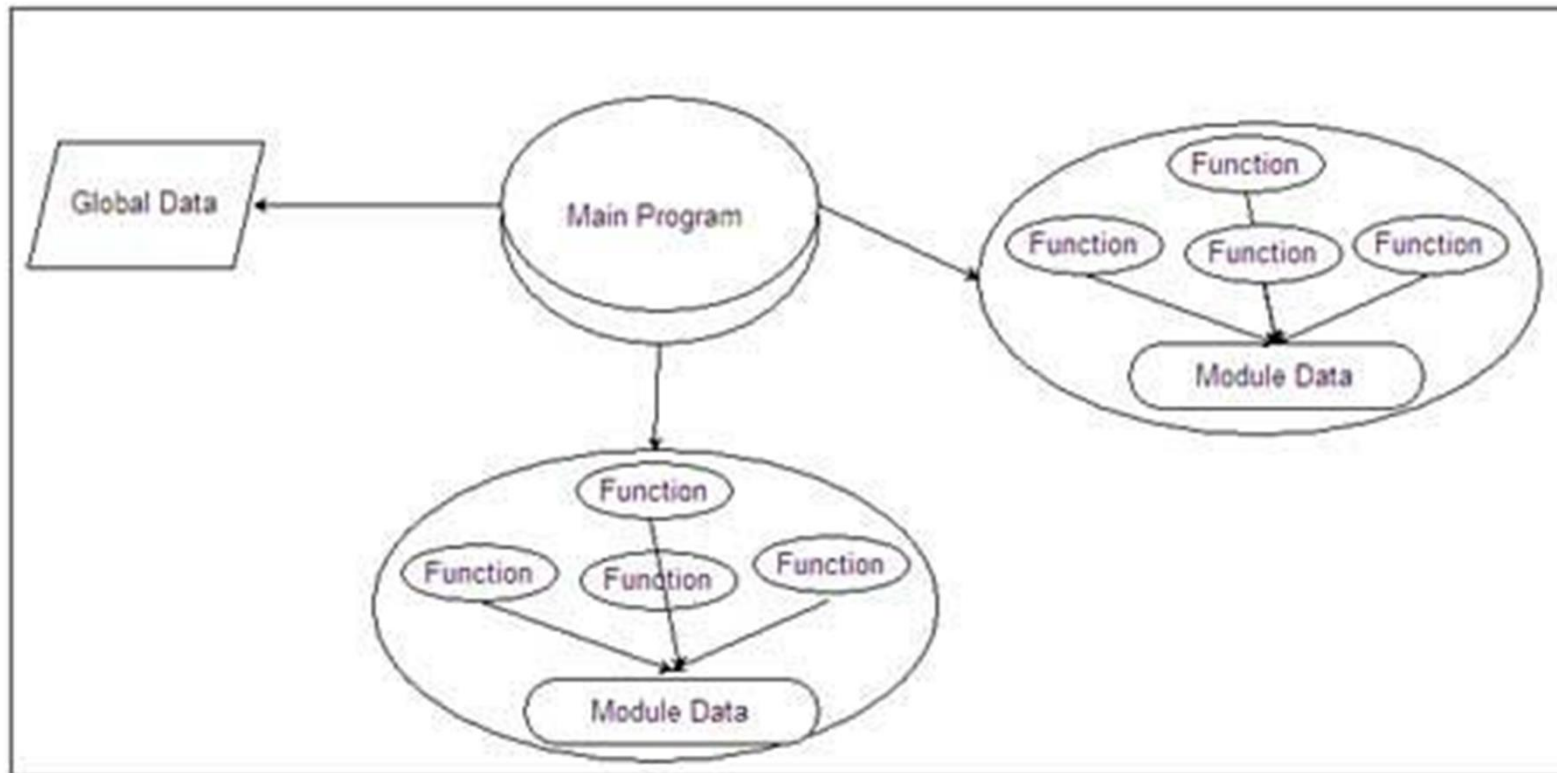 Global Data
Main Program
Function
Function
Function
Function
Module Data
Function
Function
Function
Function
Module Data